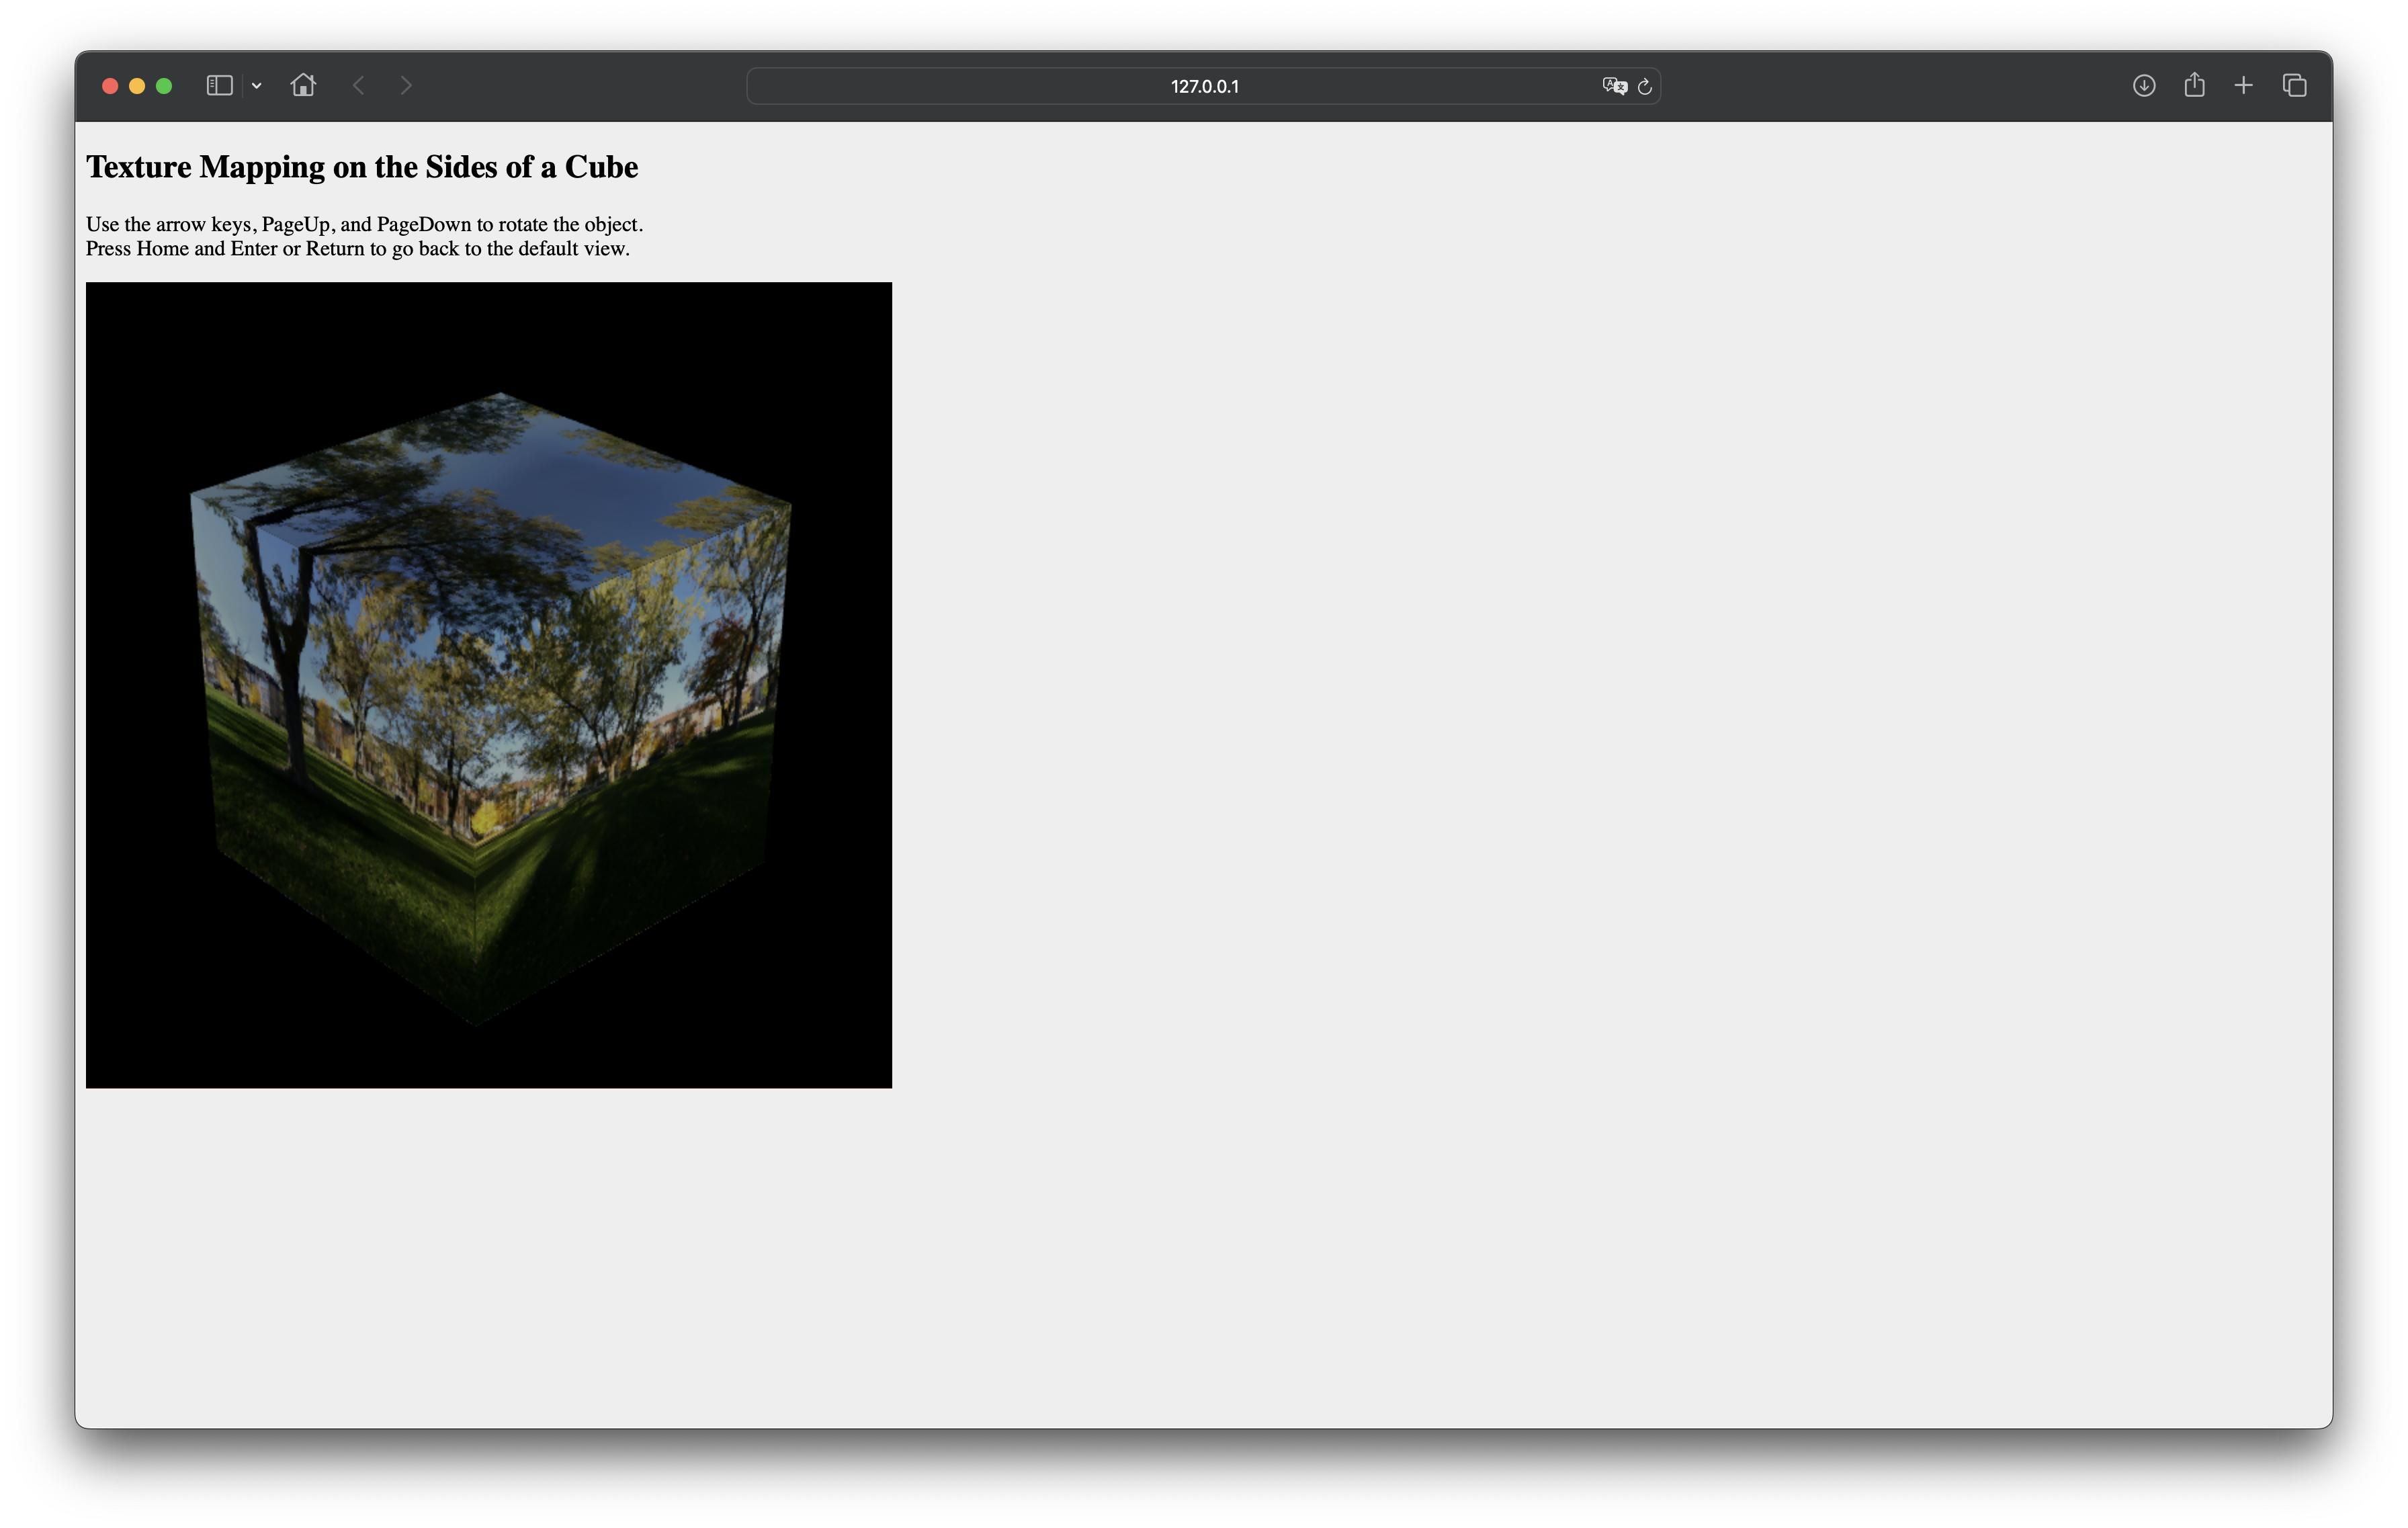 127.0.0.1
Texture Mapping on the Sides of a Cube
Use the arrow keys, PageUp, and PageDown to rotate the object.
Press Home and Enter or Return to go back to the default view.